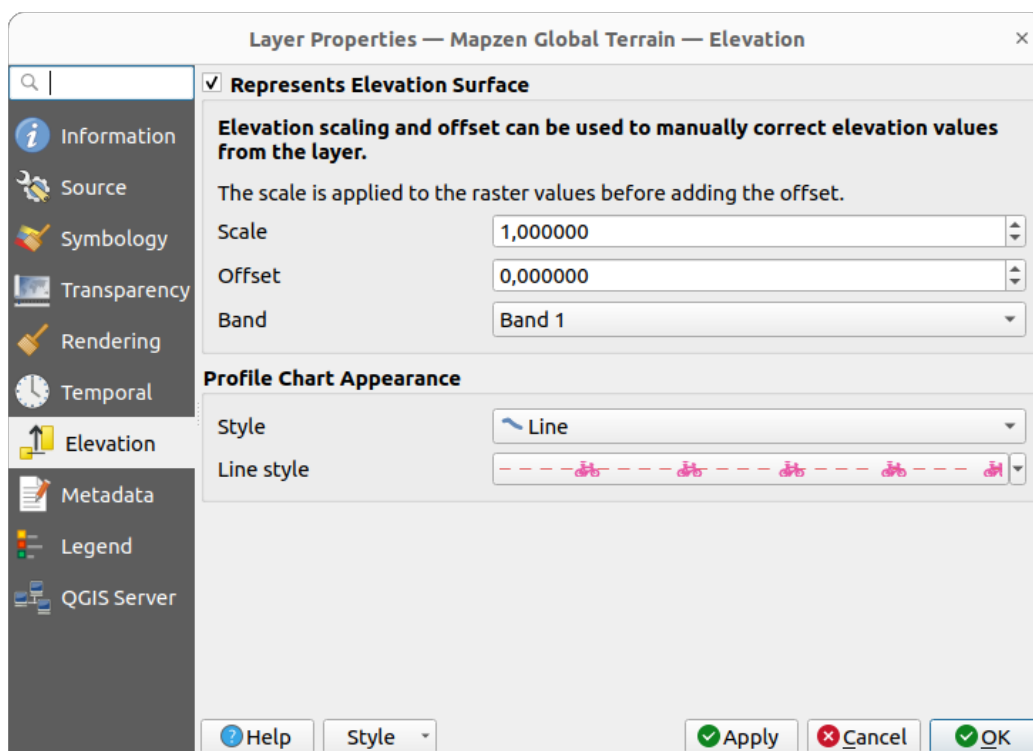 Layer Properties — Mapzen Global Terrain — Elevation
Represents Elevation Surface
Information
Elevation scaling and offset can be used to manually correct elevation values
from the layer.
Source
The scale is applied to the raster values before adding the offset.
Symbology
Scale 1,000000
Transparency
Offset 0,000000
Rendering
Band Band 1
Temporal
Profile Chart Appearance
Elevation
Style Line
Line style
Metadata
Legend
QGIS Server
Help Style Apply Cancel OK